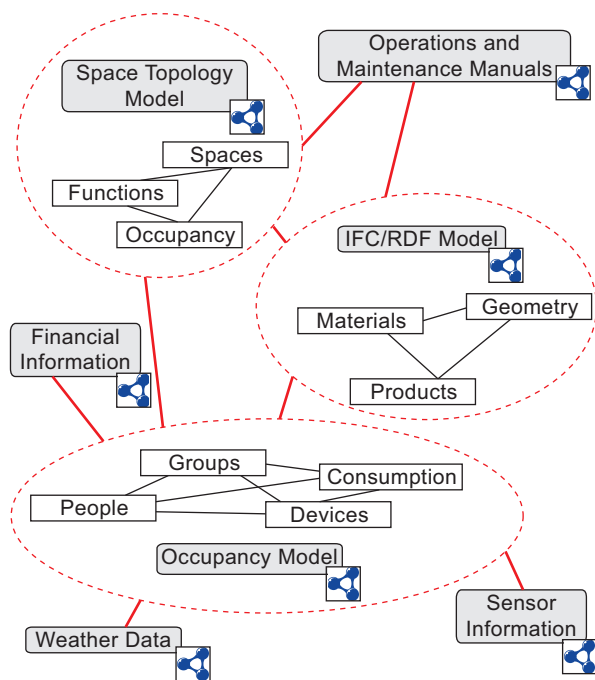 Operations and
Maintenance Manuals
Space Topology
Model
Spaces
Functions
Occupancy
IFC/RDF Model
Geometry
Materials
Products
Financial
Information
Groups
Consumption
People
Devices
Occupancy Model
Sensor
Information
Weather Data